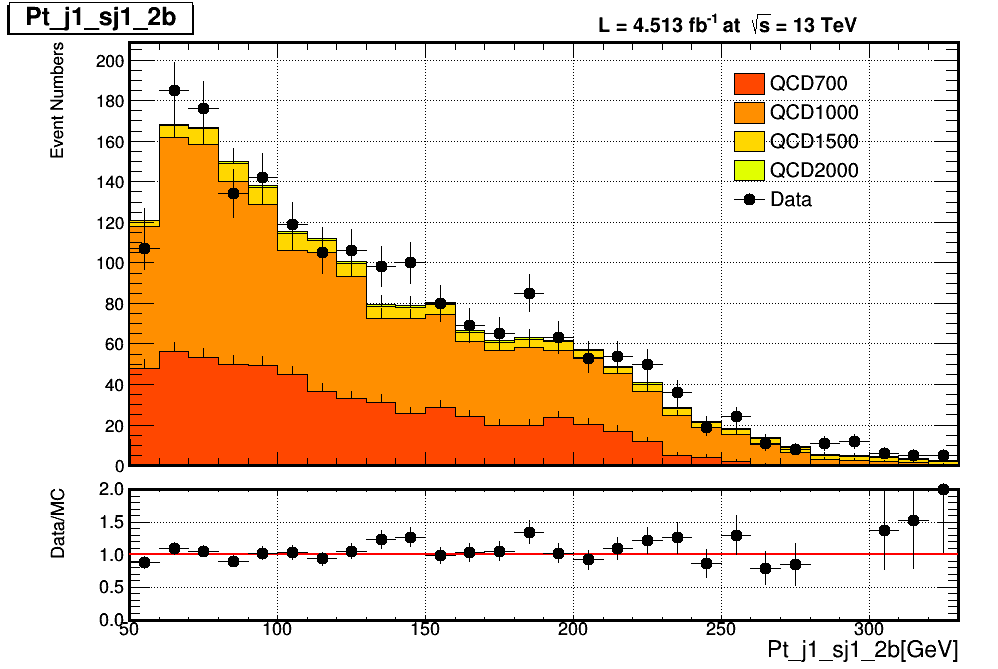 Pt_j1_sj1_2b
L = 4.513 fb-1 at √s = 13 TeV
Event Numbers
200
180
160
140
120
100
80
60
40
20
0
QCD700
QCD1000
QCD1500
QCD2000
Data
Data/MC
2.0
1.5
1.0
0.5
0.0
50 100 150 200 250 300
Pt_j1_sj1_2b[GeV]